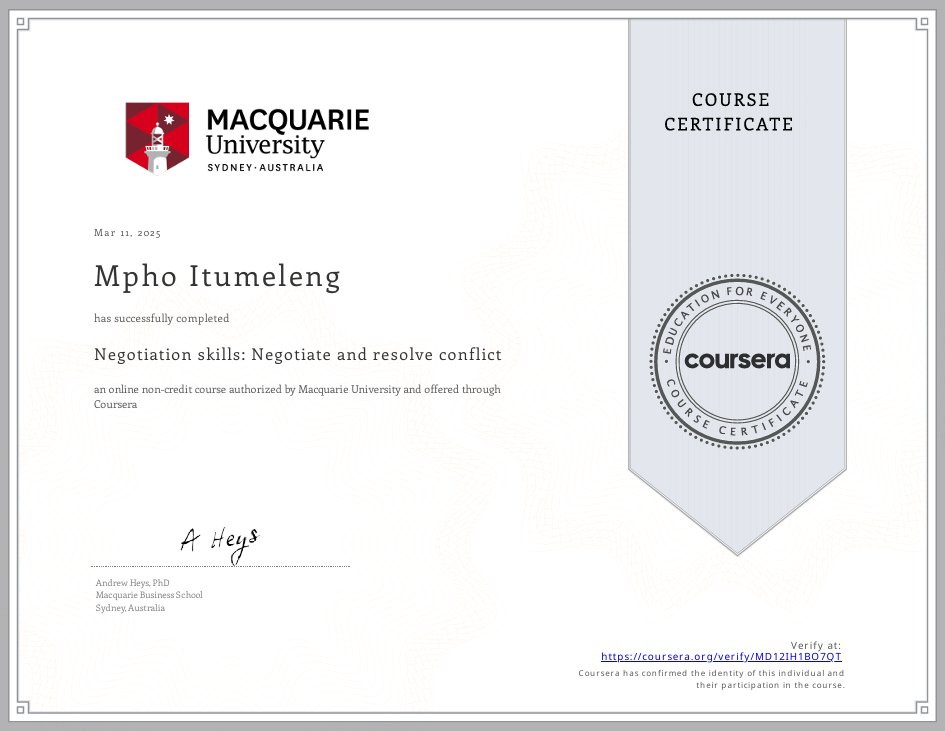 MACQUARIE
University
SYDNEY·AUSTRALIA
COURSE
CERTIFICATE
Mar 11, 2025
Mpho Itumeleng
has successfully completed
Negotiation skills: Negotiate and resolve conflict
an online non-credit course authorized by Macquarie University and offered through
Coursera
EDUCATION FOR EVERYONE
coursera
COURSE CERTIFICATE
A Heys
Andrew Heys, PhD
Macquarie Business School
Sydney, Australia
Verify at:
https://coursera.org/verify/MD12IH1BO7QT
Coursera has confirmed the identity of this individual and
their participation in the course.